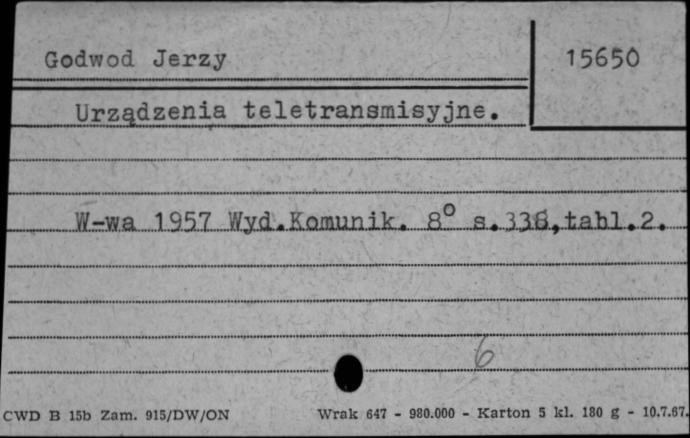 Godwod Jerzy 15650
Urządzenia teletransmisyjne.
W-wa 1957 Wyd.Komunik. 8° s.338,tabl.2.
6
CWD B 15b Zam. 915/DW/ON Wrak 647 - 980.000 - Karton 5 kl. 180 g - 10.7.67.